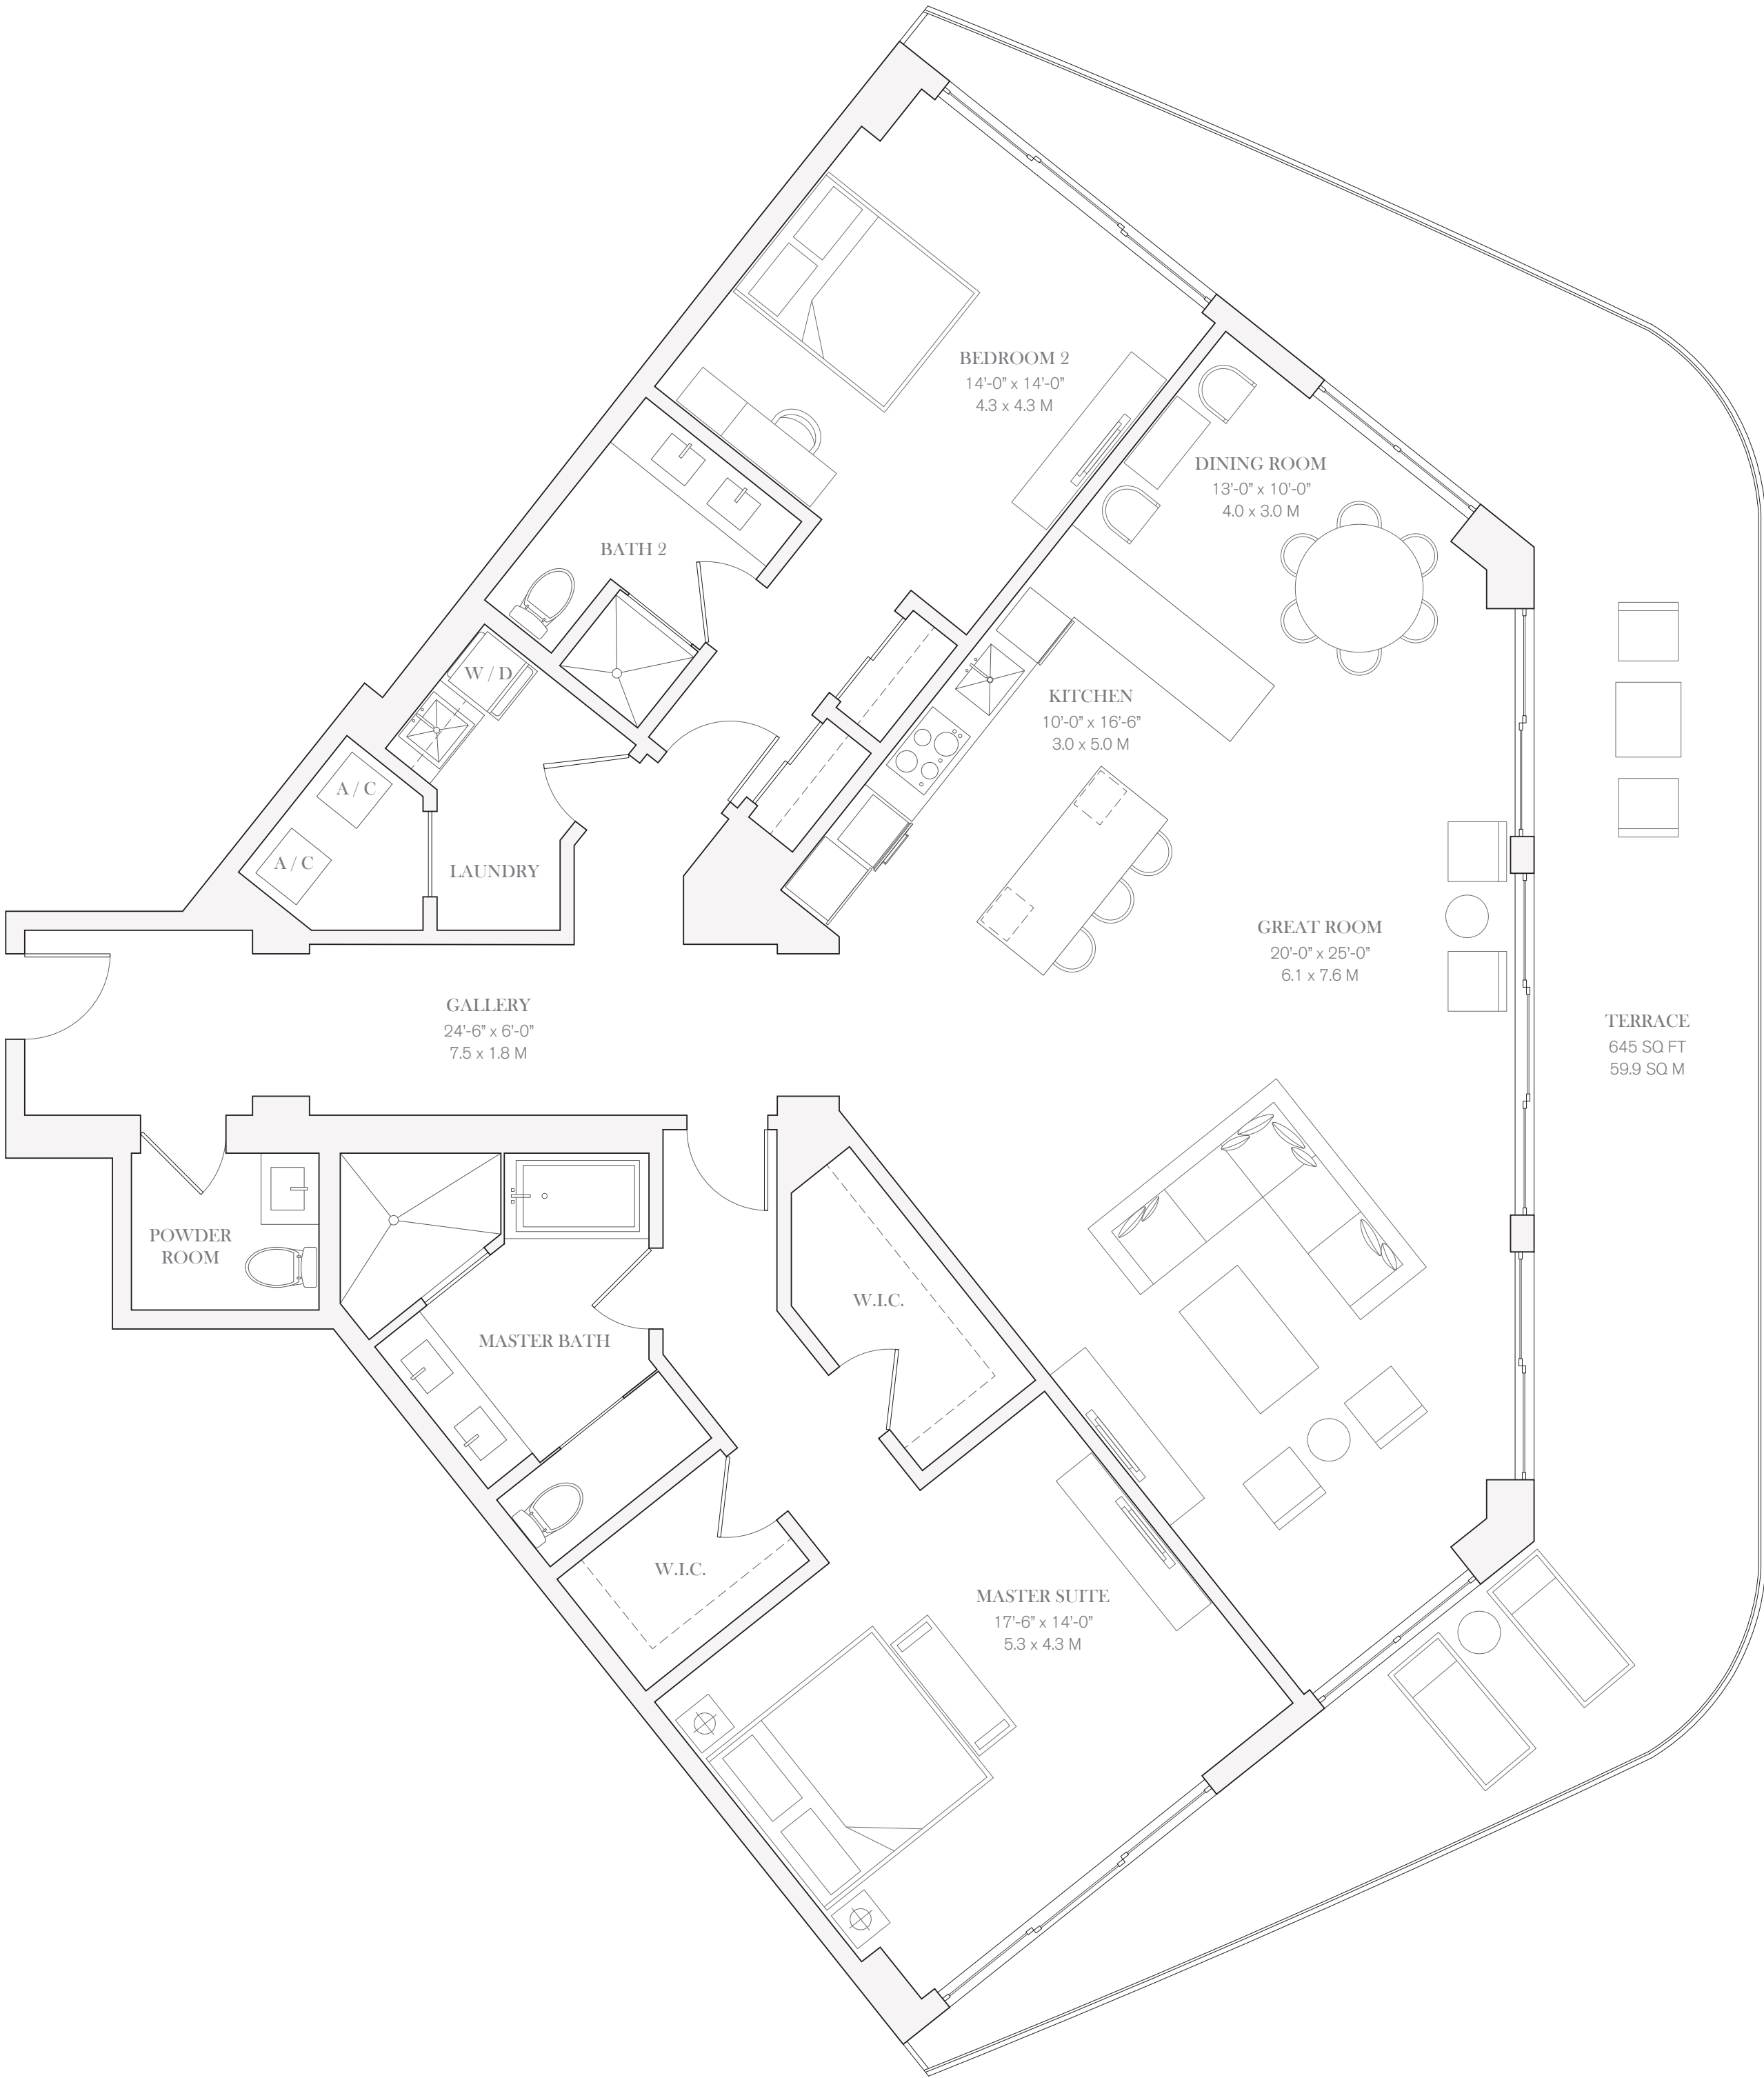 BEDROOM 2
14'-0" x 14'-0"
4.3 x 4.3 M
DINING ROOM
13'-0" x 10'-0"
4.0 x 3.0 M
BATH 2
W / D
KITCHEN
10'-0" x 16'-6"
3.0 x 5.0 M
A / C
A / C
LAUNDRY
GREAT ROOM
20'-0" x 25'-0"
6.1 x 7.6 M
GALLERY
24'-6" x 6'-0"
7.5 x 1.8 M
TERRACE
645 SQ FT
59.9 SQ M
POWDER
ROOM
W.I.C.
MASTER BATH
W.I.C.
MASTER SUITE
17'-6" x 14'-0"
5.3 x 4.3 M